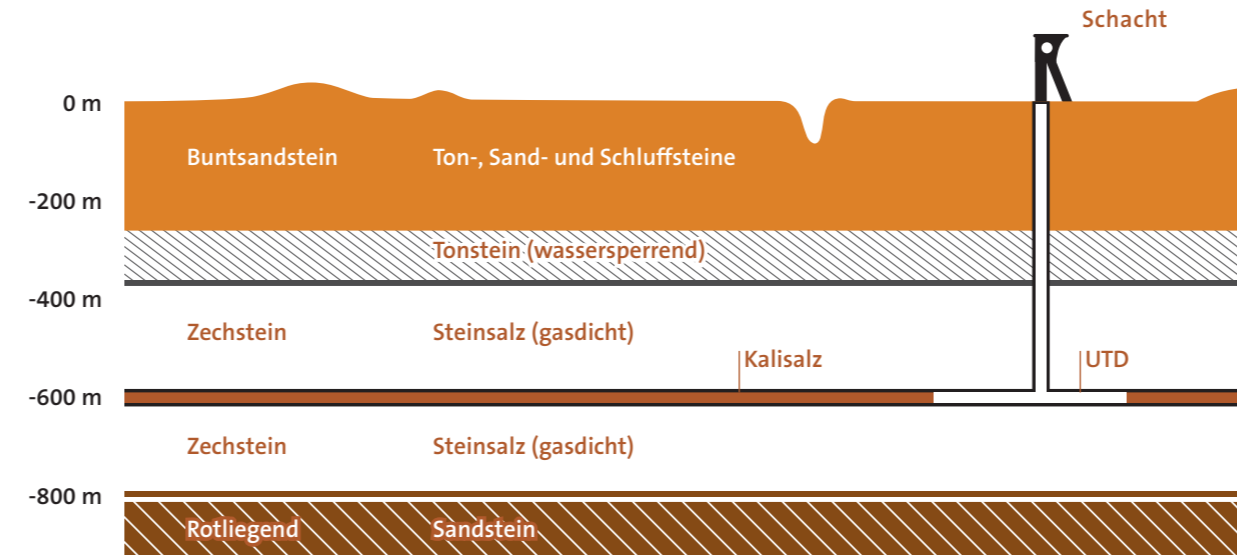 Schacht
0 m
Buntsandstein Ton-, Sand- und Schluffsteine
-200 m
Tonstein (wassersperrend)
-400 m
Zechstein Steinsalz (gasdicht)
Kalisalz UTD
-600 m
Zechstein Steinsalz (gasdicht)
-800 m
Rotliegend Sandstein